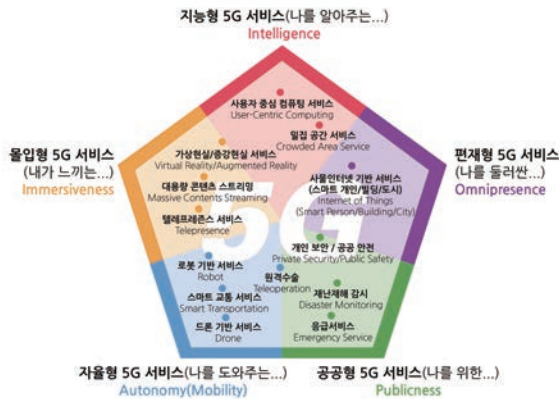 지능형 5G 서비스(나를 알아주는...)
Intelligence
사용자 중심 컴퓨팅 서비스
User-Centric Computing
밀집 공간 서비스
Crowded Area Service
몰입형 5G 서비스
(내가 느끼는...)
Immersiveness
가상현실/증강현실 서비스
Virtual Reality/Augmented Reality
대용량 콘텐츠 스트리밍
Massive Contents Streaming
텔레프레즌스 서비스
Telepresence
편재형 5G 서비스
(나를 둘러싼...)
Omnipresence
사물인터넷 기반 서비스
(스마트 개인/빌딩/도시)
Internet of Things
(Smart Person/Building/City)
5G
개인 보안 / 공공 안전
Private Security/Public Safety
로봇 기반 서비스
Robot
원격수술
Teleoperation
스마트 교통 서비스
Smart Transportation
재난재해 감시
Disaster Monitoring
드론 기반 서비스
Drone
응급서비스
Emergency Service
자율형 5G 서비스(나를 도와주는...)
Autonomy(Mobility)
공공형 5G 서비스(나를 위한...)
Publicness